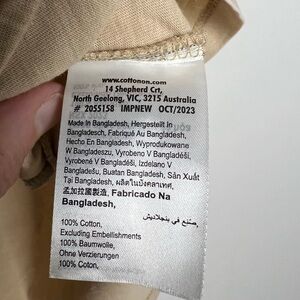 www.cottonon.com
14 Shepherd Crt,
North Geelong, VIC, 3215 Australia
# 2055158 IMPNEW OCT/2023
Made In Bangladesh, Hergestellt in
Bangladesch, Fabriqué Au Bangladesh,
Hecho En Bangladesh, Wyprodukowane
W Bangladeszu, Vyrobeno V Bangladéši,
Vyrobené V Bangladéši, Izdelano V
Bangladešu, Buatan Bangladesh, Sản Xuất
Tại Bangladesh, ผลิตในบังคลาเทศ,
孟加拉國製造, Fabricado Na
Bangladesh,
صنع في بنجلاديش,
100% Cotton,
Excluding Embellishments
100% Baumwolle,
Ohne Verzierungen
100% Coton,